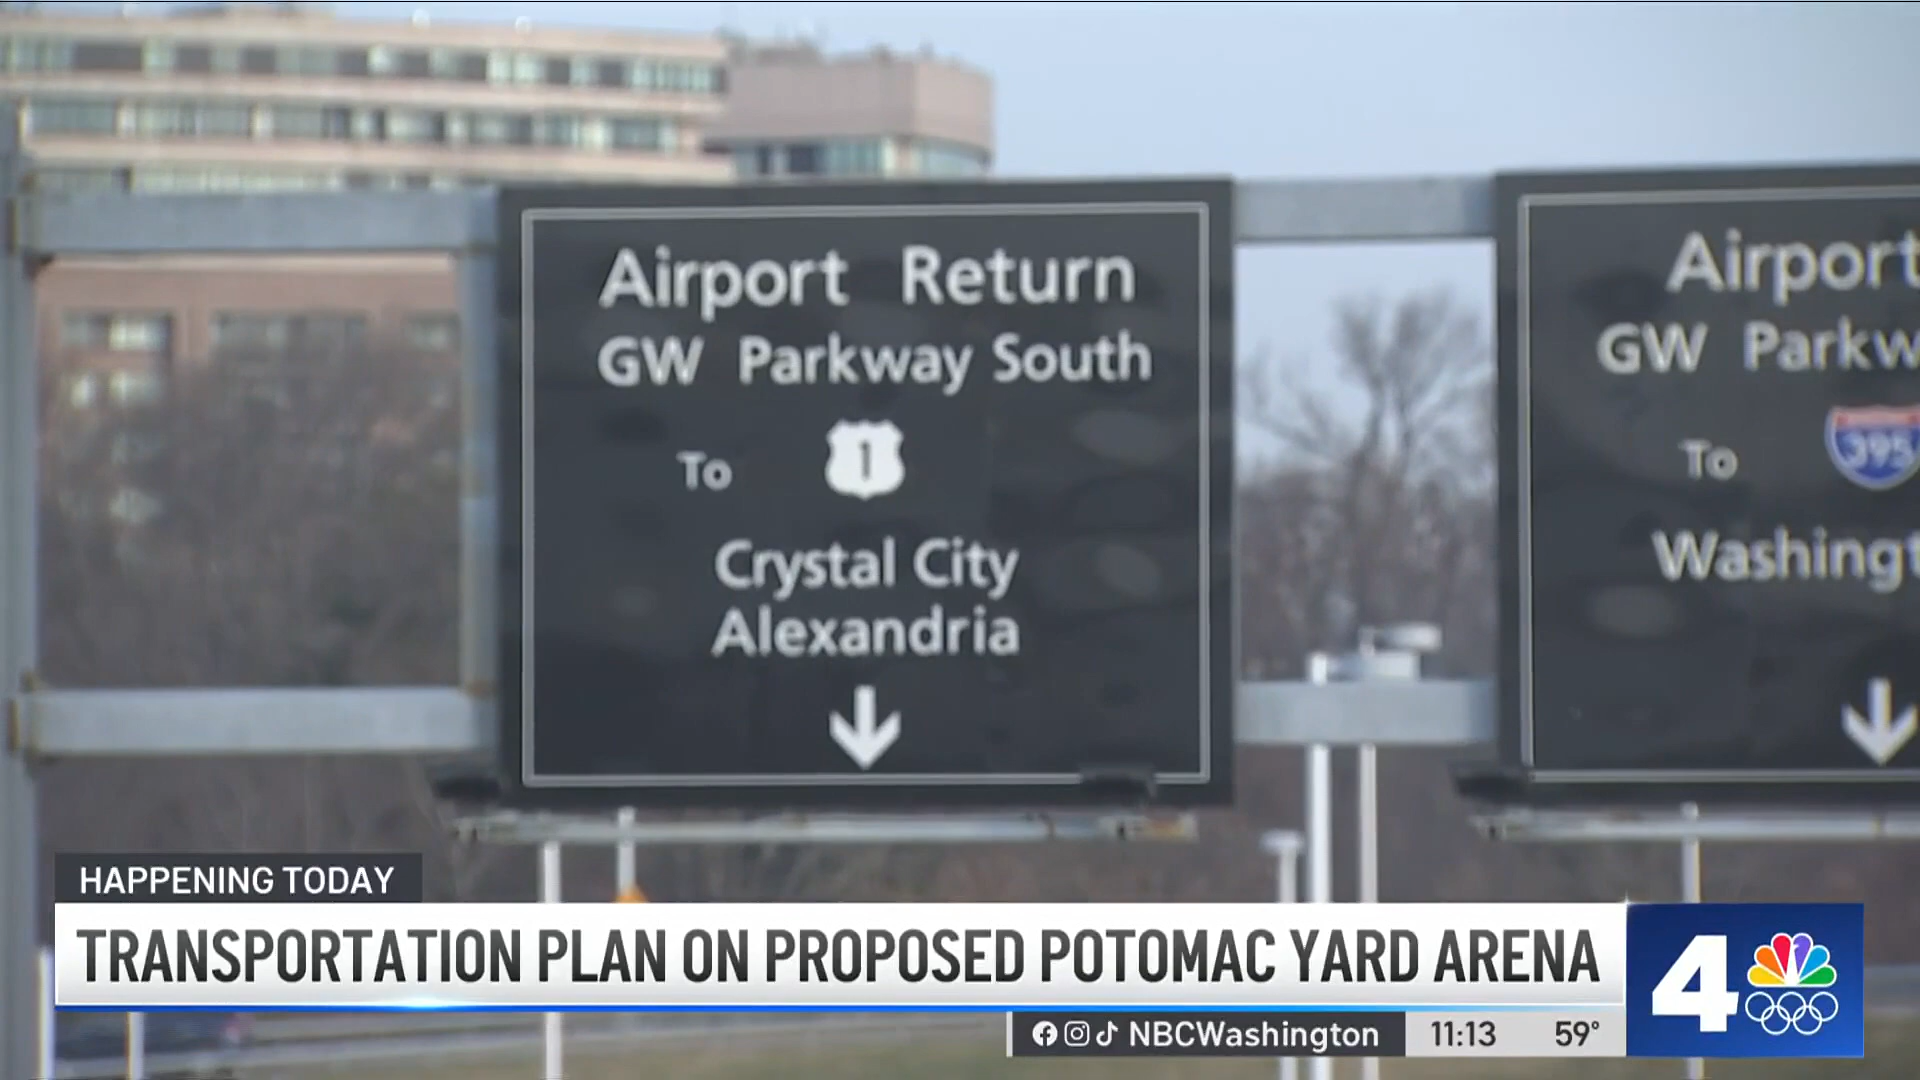 Airport Return
GW Parkway South
To 1
Crystal City
Alexandria
Airport
GW Parkw
To 395
Washingt
HAPPENING TODAY
TRANSPORTATION PLAN ON PROPOSED POTOMAC YARD ARENA
4
NBCWashington 11:13 59°